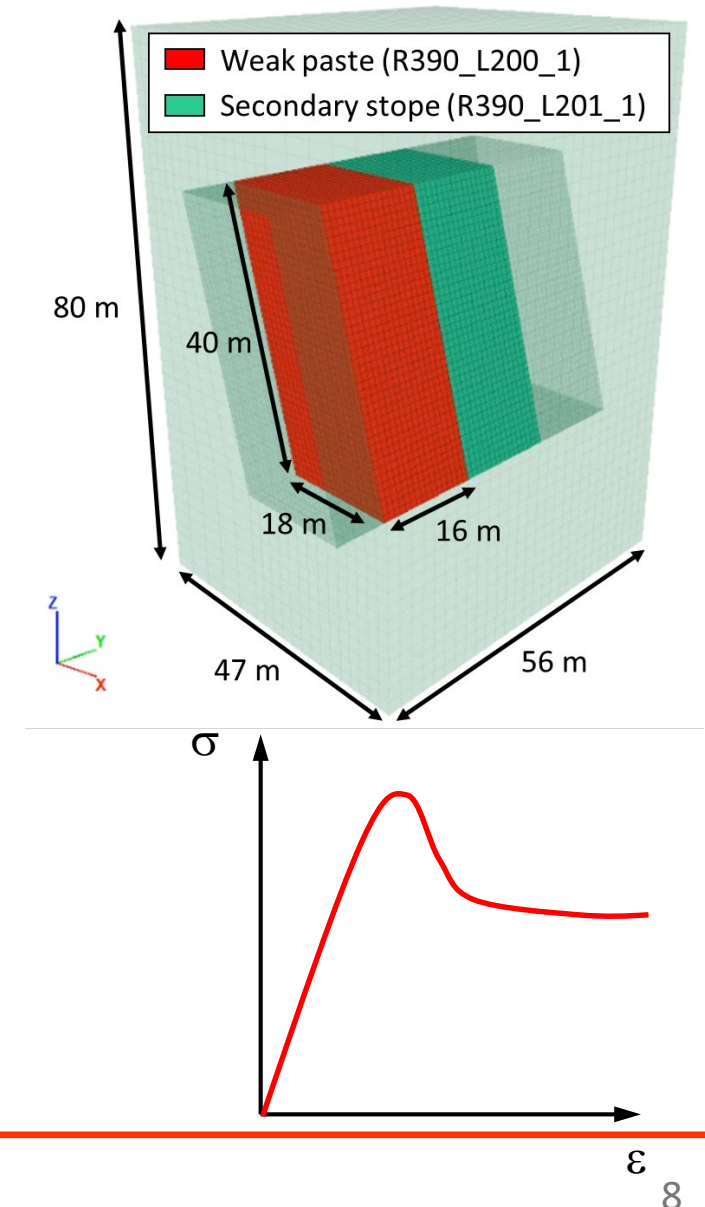 Weak paste (R390_L200_1)
Secondary stope (R390_L201_1)
80 m
40 m
18 m
16 m
Z
Y
X
47 m
56 m
σ
ε
8